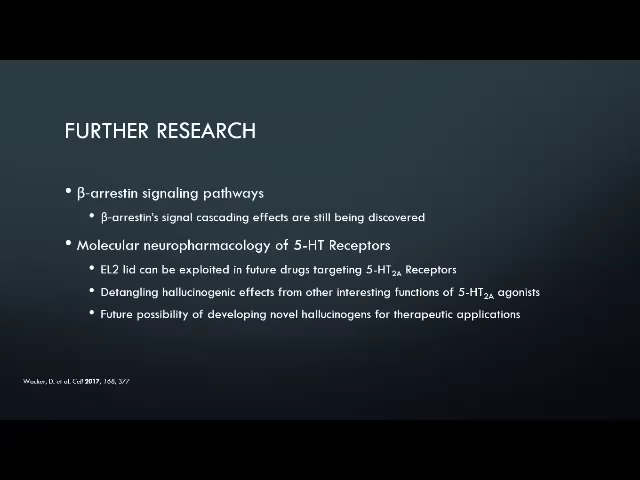 FURTHER RESEARCH
• β-arrestin signaling pathways
• β-arrestin's signal cascading effects are still being discovered
• Molecular neuropharmacology of 5-HT Receptors
• EL2 lid can be exploited in future drugs targeting 5-HT2A Receptors
• Detangling hallucinogenic effects from other interesting functions of 5-HT2A agonists
• Future possibility of developing novel hallucinogens for therapeutic applications
Wacker, D. et al. Cell 2017, 168, 377